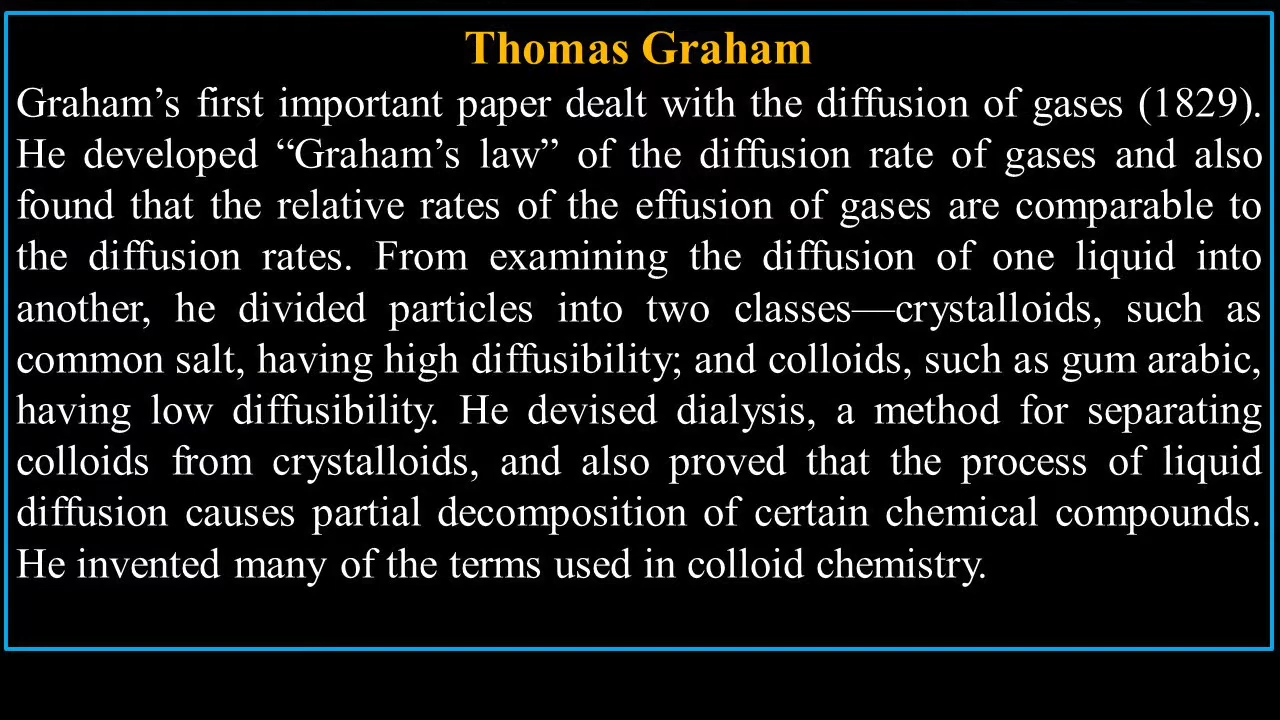 Thomas Graham
Graham’s first important paper dealt with the diffusion of gases (1829).
He developed “Graham’s law” of the diffusion rate of gases and also
found that the relative rates of the effusion of gases are comparable to
the diffusion rates. From examining the diffusion of one liquid into
another, he divided particles into two classes—crystalloids, such as
common salt, having high diffusibility; and colloids, such as gum arabic,
having low diffusibility. He devised dialysis, a method for separating
colloids from crystalloids, and also proved that the process of liquid
diffusion causes partial decomposition of certain chemical compounds.
He invented many of the terms used in colloid chemistry.